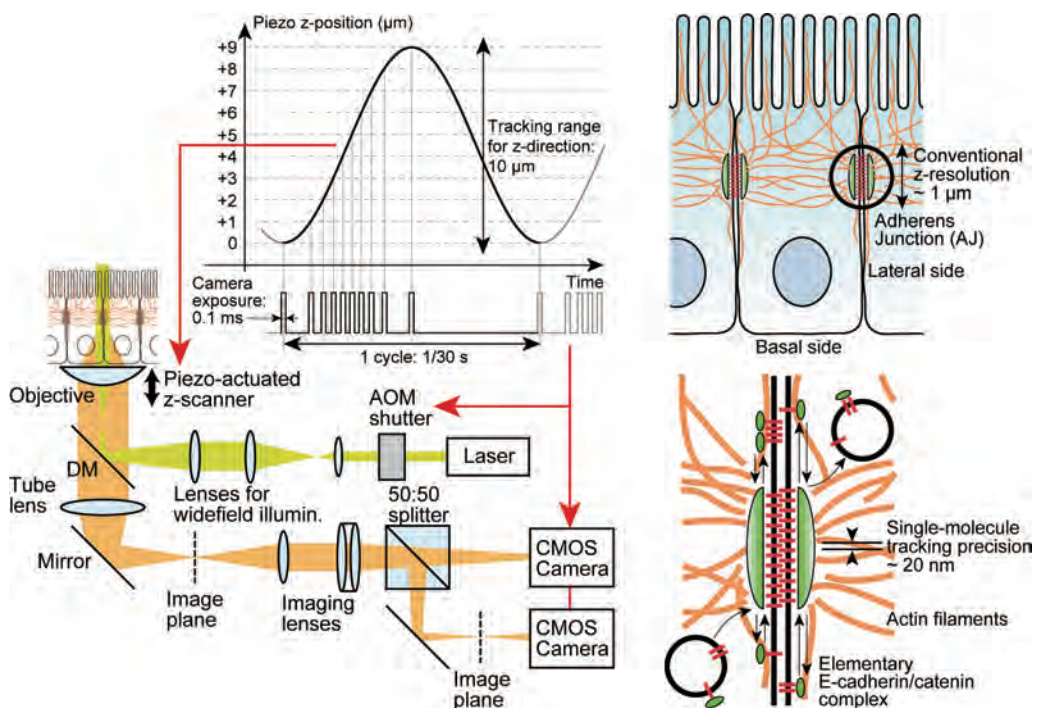 Piezo z-position (μm)
+9
+8
+7
+6
+5
+4
+3
+2
+1
0
Tracking range
for z-direction:
10 μm
Time
Camera
exposure:
0.1 ms
1 cycle: 1/30 s
Objective
Piezo-actuated
z-scanner
AOM
shutter
Laser
DM
Tube
lens
Lenses for
widefield illumin.
50:50
splitter
Mirror
Image
plane
Imaging
lenses
CMOS
Camera
CMOS
Camera
Image
plane
Conventional
z-resolution
~ 1 μm
Adherens
Junction (AJ)
Lateral side
Basal side
Single-molecule
tracking precision
~ 20 nm
Actin filaments
Elementary
E-cadherin/catenin
complex